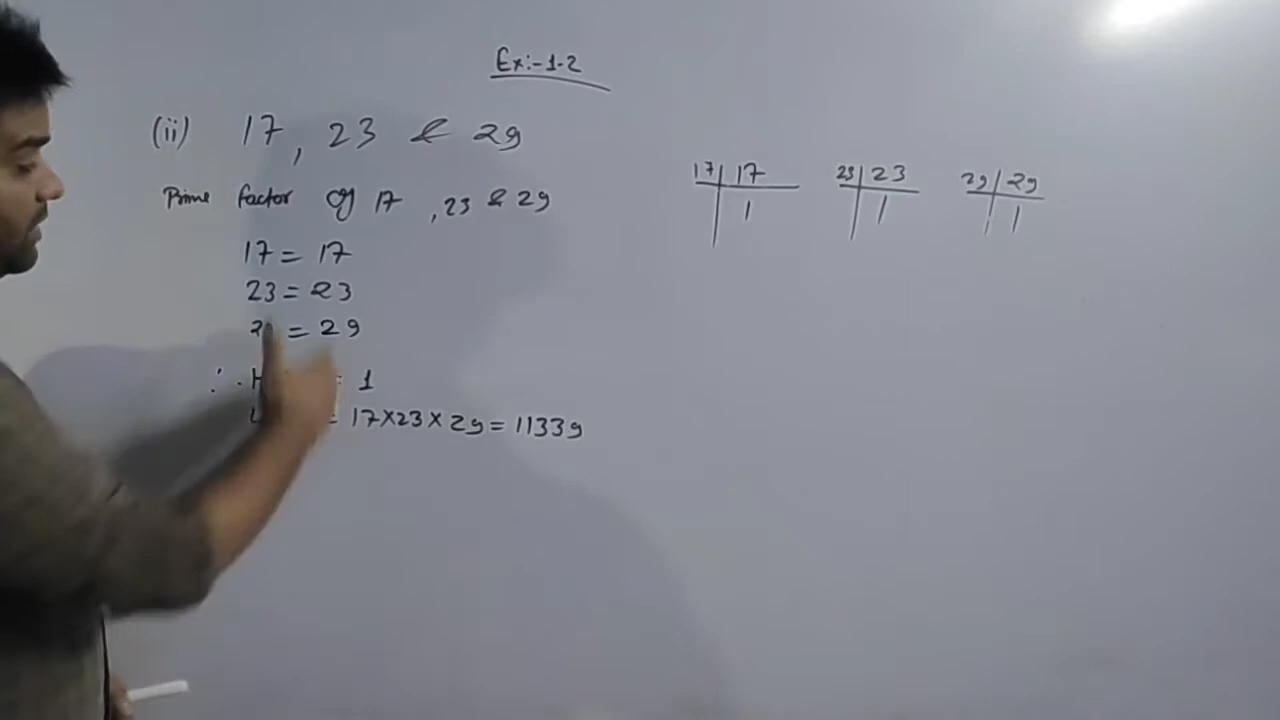 Ex:-1.2
(ii) 17, 23 & 29
Prime factor of 17, 23 & 29
17 = 17
23 = 23
= 29
∴ = 1
= 17×23×29 = 11339
17 | 17
1
23 | 23
1
29 | 29
1